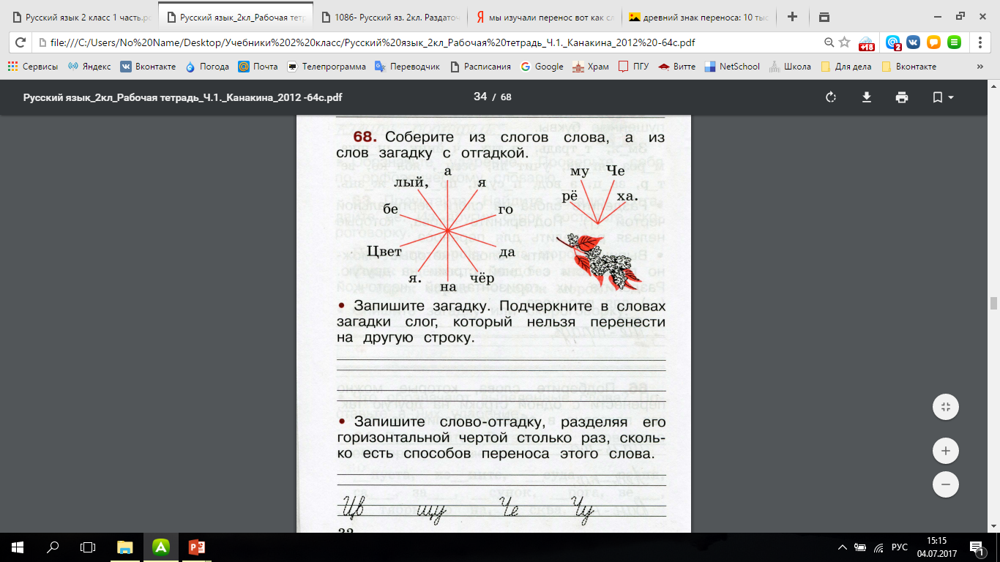 Русский язык 2 класс 1 часть.pd
Русский язык_2кл_Рабочая тетр
1086- Русский яз. 2кл. Раздаточ
мы изучали перенос вот как сл
древний знак переноса: 10 тыс
file:///C:/Users/No%20Name/Desktop/Учебники%202%20класс/Русский%20язык_2кл_Рабочая%20тетрадь_Ч.1._Канакина_2012%20-64с.pdf
+18
2
Сервисы Яндекс Вконтакте Погода Почта Телепрограмма Переводчик Расписания Google Храм ПГУ Витте NetSchool Школа Для дела Вконтакте »
Русский язык_2кл_Рабочая тетрадь_Ч.1._Канакина_2012 -64с.pdf
34 / 68
68. Соберите из слогов слова, а из
слов загадку с отгадкой.
а
лый,
я
бе
го
Цвет
да
я.
чёр
на
му
Че
рё
ха.
• Запишите загадку. Подчеркните в словах
загадки слог, который нельзя перенести
на другую строку.
• Запишите слово-отгадку, разделяя его
горизонтальной чертой столько раз, сколь-
ко есть способов переноса этого слова.
Цв щу Че Чу
32
РУС
15:15
04.07.2017
1